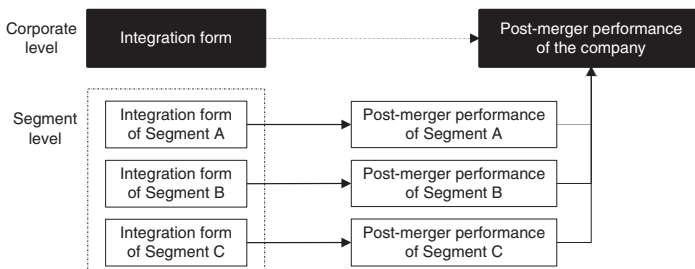 Corporate
level
Integration form
Post-merger performance
of the company
Segment
level
Integration form
of Segment A
Post-merger performance
of Segment A
Integration form
of Segment B
Post-merger performance
of Segment B
Integration form
of Segment C
Post-merger performance
of Segment C